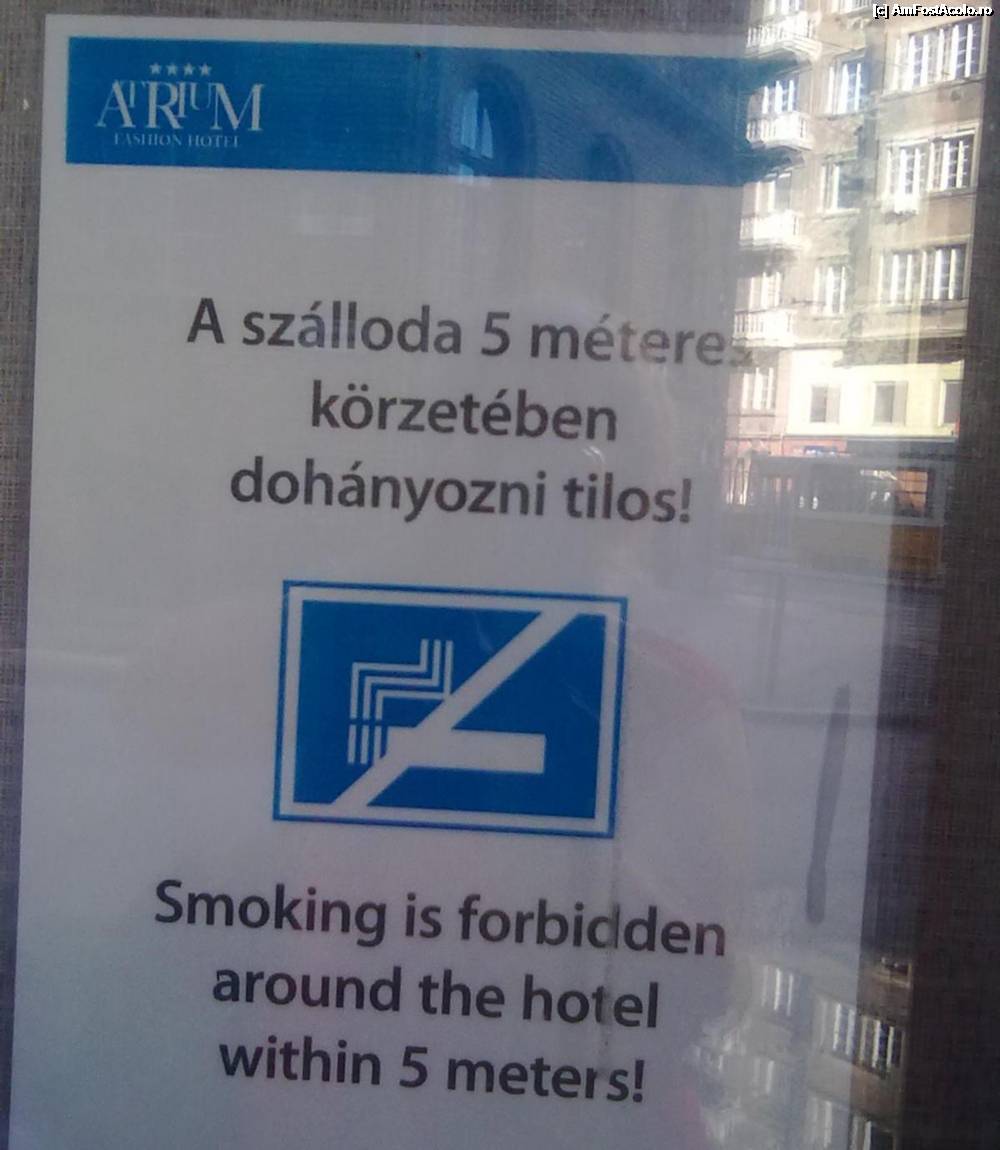 [c] AmFostAcolo.ro
★★★★
ATRIUM
FASHION HOTEL
A szálloda 5 méteres
körzetében
dohányozni tilos!
Smoking is forbidden
around the hotel
within 5 meters!